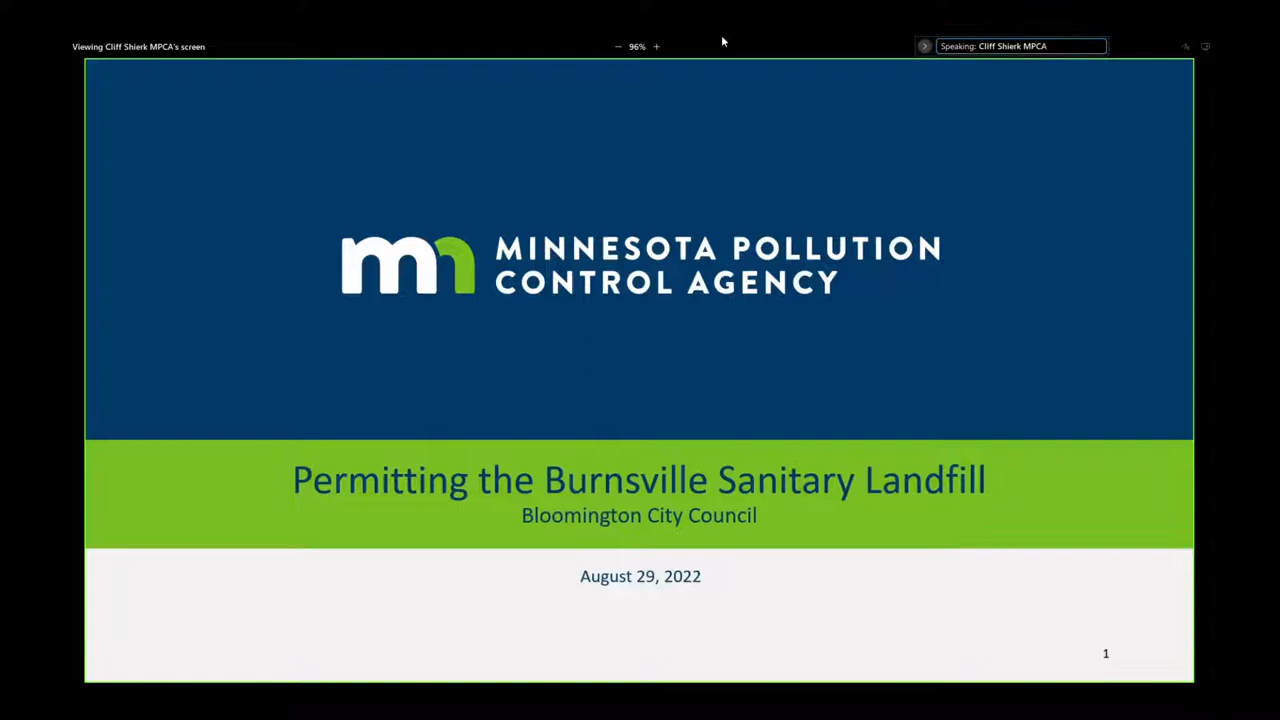 Viewing Cliff Shierk MPCA's screen
96%
Speaking: Cliff Shierk MPCA
mn
MINNESOTA POLLUTION
CONTROL AGENCY
Permitting the Burnsville Sanitary Landfill
Bloomington City Council
August 29, 2022
1